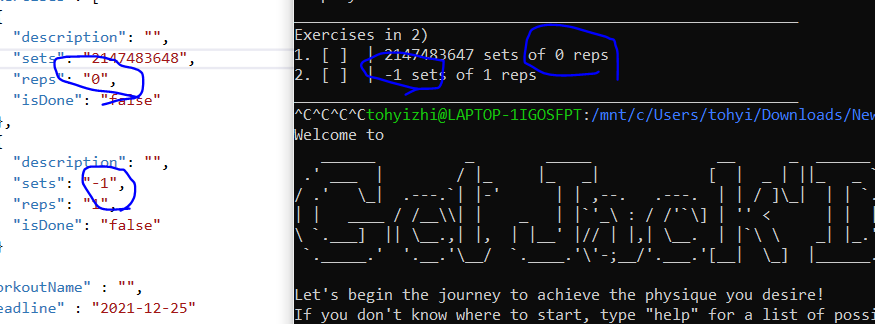 {
"description": "",
"sets": "2147483648",
"reps": "0",
"isDone": "false"
},
{
"description": "",
"sets": "-1",
"reps": "1",
"isDone": "false"
}
orkoutName" : "",
eadline" : "2021-12-25"
Exercises in 2)
1. [ ] | 2147483647 sets of 0 reps
2. [ ] | -1 sets of 1 reps
^C^C^C^Ctohyizhi@LAPTOP-1IGOSFPT:/mnt/c/Users/tohyi/Downloads/New
Welcome to
Let's begin the journey to achieve the physique you desire!
If you don't know where to start, type "help" for a list of possi